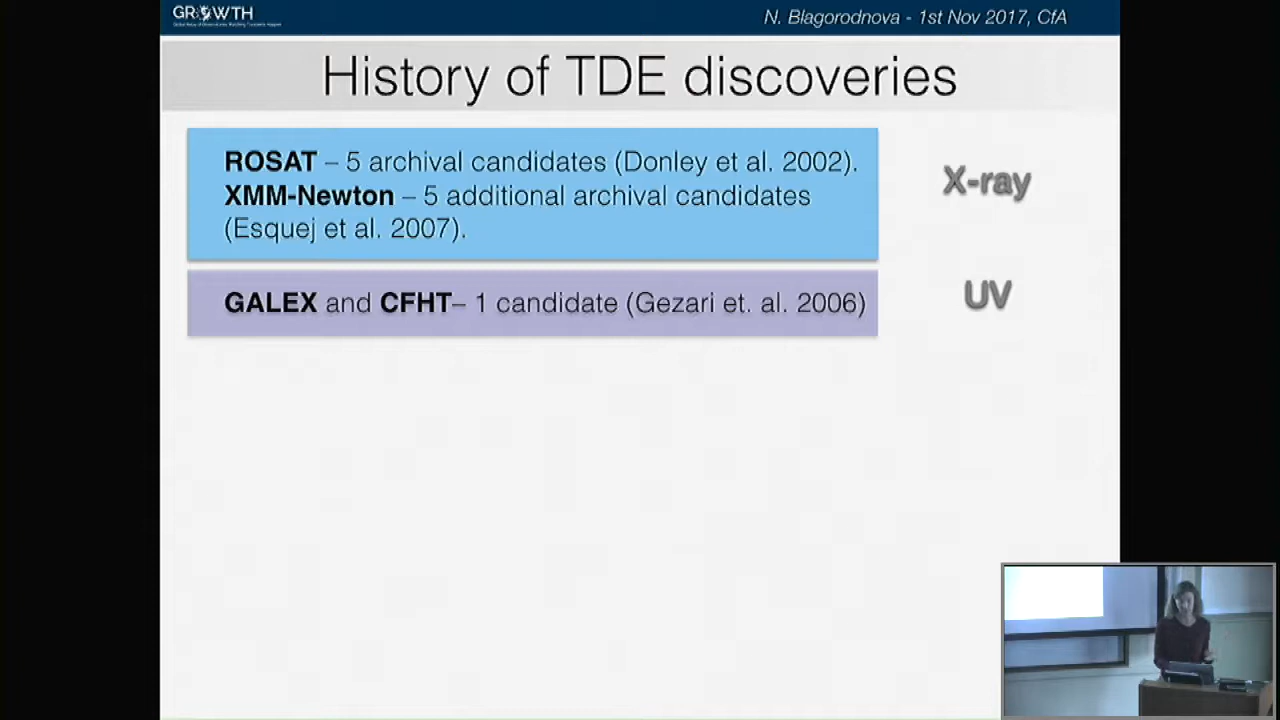 GROWTH
N. Blagorodnova - 1st Nov 2017, CfA
History of TDE discoveries
ROSAT – 5 archival candidates (Donley et al. 2002).
XMM-Newton – 5 additional archival candidates
(Esquej et al. 2007).
X-ray
GALEX and CFHT– 1 candidate (Gezari et. al. 2006)
UV